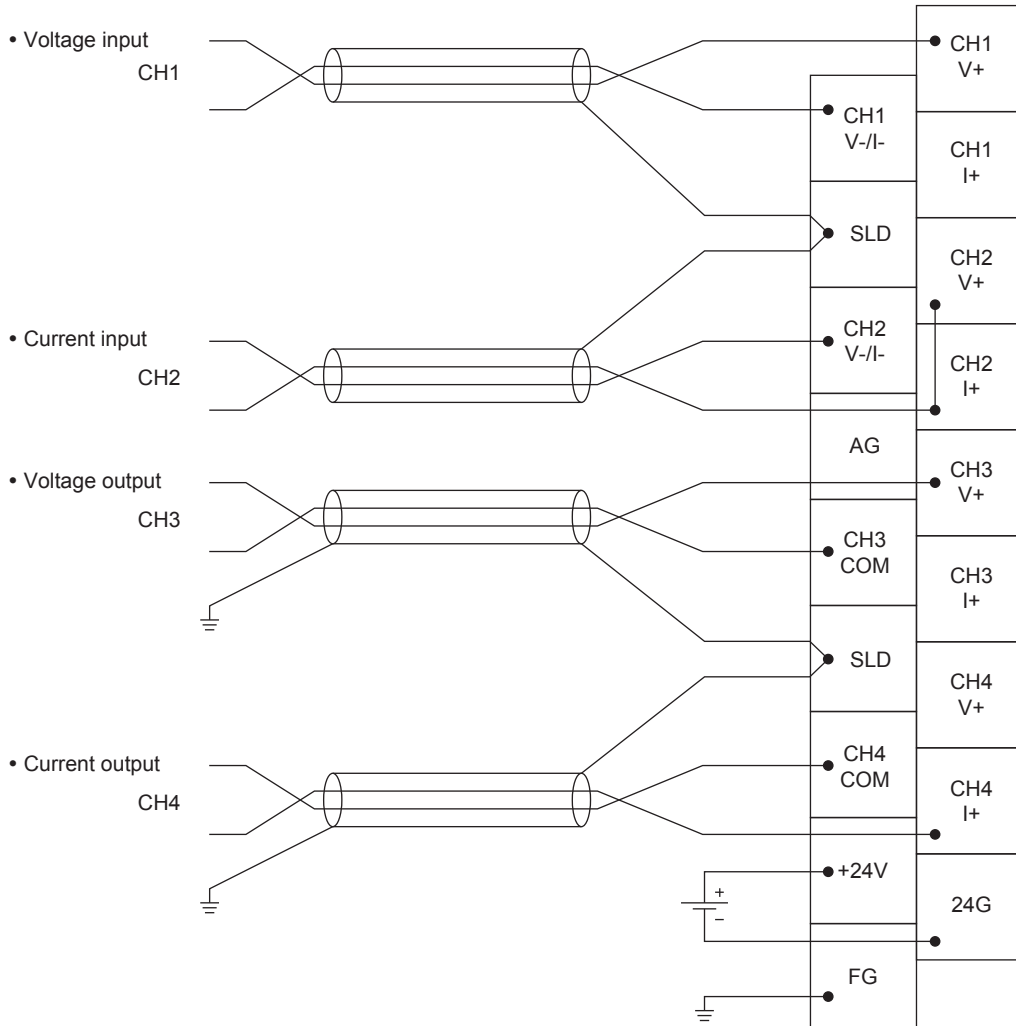 • Voltage input
CH1
• Current input
CH2
• Voltage output
CH3
• Current output
CH4
CH1
V-/I-
SLD
CH2
V-/I-
AG
CH3
COM
SLD
CH4
COM
+24V
+
−
FG
CH1
V+
CH1
I+
CH2
V+
CH2
I+
CH3
V+
CH3
I+
CH4
V+
CH4
I+
24G